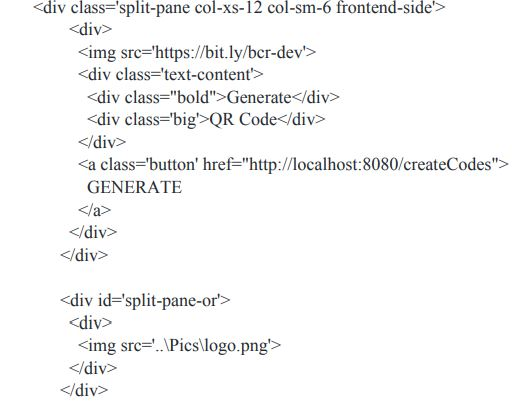 <div class='split-pane col-xs-12 col-sm-6 frontend-side'>
<div>
<img src='https://bit.ly/bcr-dev'>
<div class='text-content'>
<div class="bold">Generate</div>
<div class='big'>QR Code</div>
</div>
<a class='button' href="http://localhost:8080/createCodes">
GENERATE
</a>
</div>
</div>
<div id='split-pane-or'>
<div>
<img src='..\Pics\logo.png'>
</div>
</div>